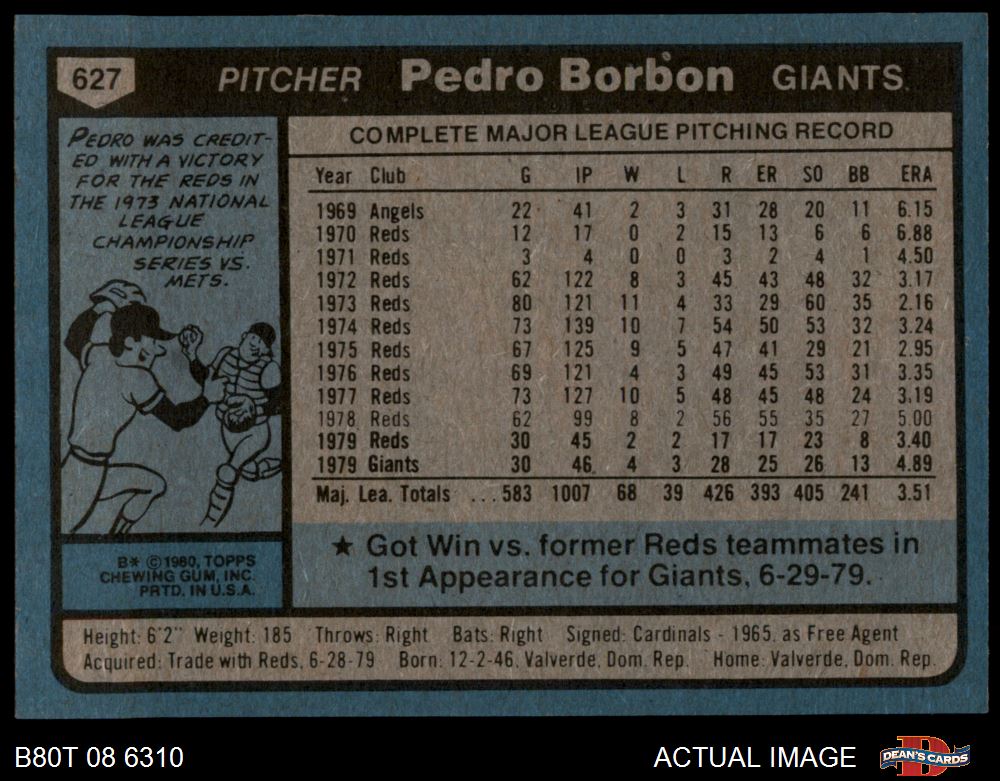 627 PITCHER Pedro Borbon GIANTS
PEDRO WAS CREDIT-
ED WITH A VICTORY
FOR THE REDS IN
THE 1973 NATIONAL
LEAGUE
CHAMPIONSHIP
SERIES VS.
METS.
COMPLETE MAJOR LEAGUE PITCHING RECORD
Year Club G IP W L R ER SO BB ERA
1969 Angels 22 41 2 3 31 28 20 11 6.15
1970 Reds 12 17 0 2 15 13 6 6 6.88
1971 Reds 3 4 0 0 3 2 4 1 4.50
1972 Reds 62 122 8 3 45 43 48 32 3.17
1973 Reds 80 121 11 4 33 29 60 35 2.16
1974 Reds 73 139 10 7 54 50 53 32 3.24
1975 Reds 67 125 9 5 47 41 29 21 2.95
1976 Reds 69 121 4 3 49 45 53 31 3.35
1977 Reds 73 127 10 5 48 45 48 24 3.19
1978 Reds 62 99 8 2 56 55 35 27 5.00
1979 Reds 30 45 2 2 17 17 23 8 3.40
1979 Giants 30 46 4 3 28 25 26 13 4.89
Maj. Lea. Totals ...583 1007 68 39 426 393 405 241 3.51
★ Got Win vs. former Reds teammates in
1st Appearance for Giants, 6-29-79.
B* ©1980, TOPPS
CHEWING GUM, INC.
PRTD. IN U.S.A.
Height: 6'2" Weight: 185 Throws: Right Bats: Right Signed: Cardinals - 1965, as Free Agent
Acquired: Trade with Reds, 6-28-79 Born: 12-2-46, Valverde, Dom. Rep. Home: Valverde, Dom. Rep.
B80T 08 6310 ACTUAL IMAGE DEAN'S CARDS